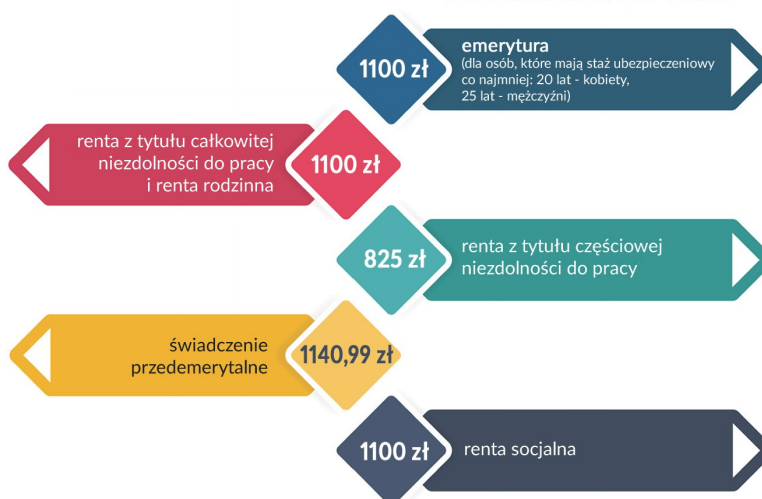 1100 zł
emerytura
(dla osób, które mają staż ubezpieczeniowy
co najmniej: 20 lat - kobiety,
25 lat - mężczyźni)
renta z tytułu całkowitej
niezdolności do pracy
i renta rodzinna
1100 zł
825 zł
renta z tytułu częściowej
niezdolności do pracy
świadczenie
przedemerytalne
1140,99 zł
1100 zł
renta socjalna